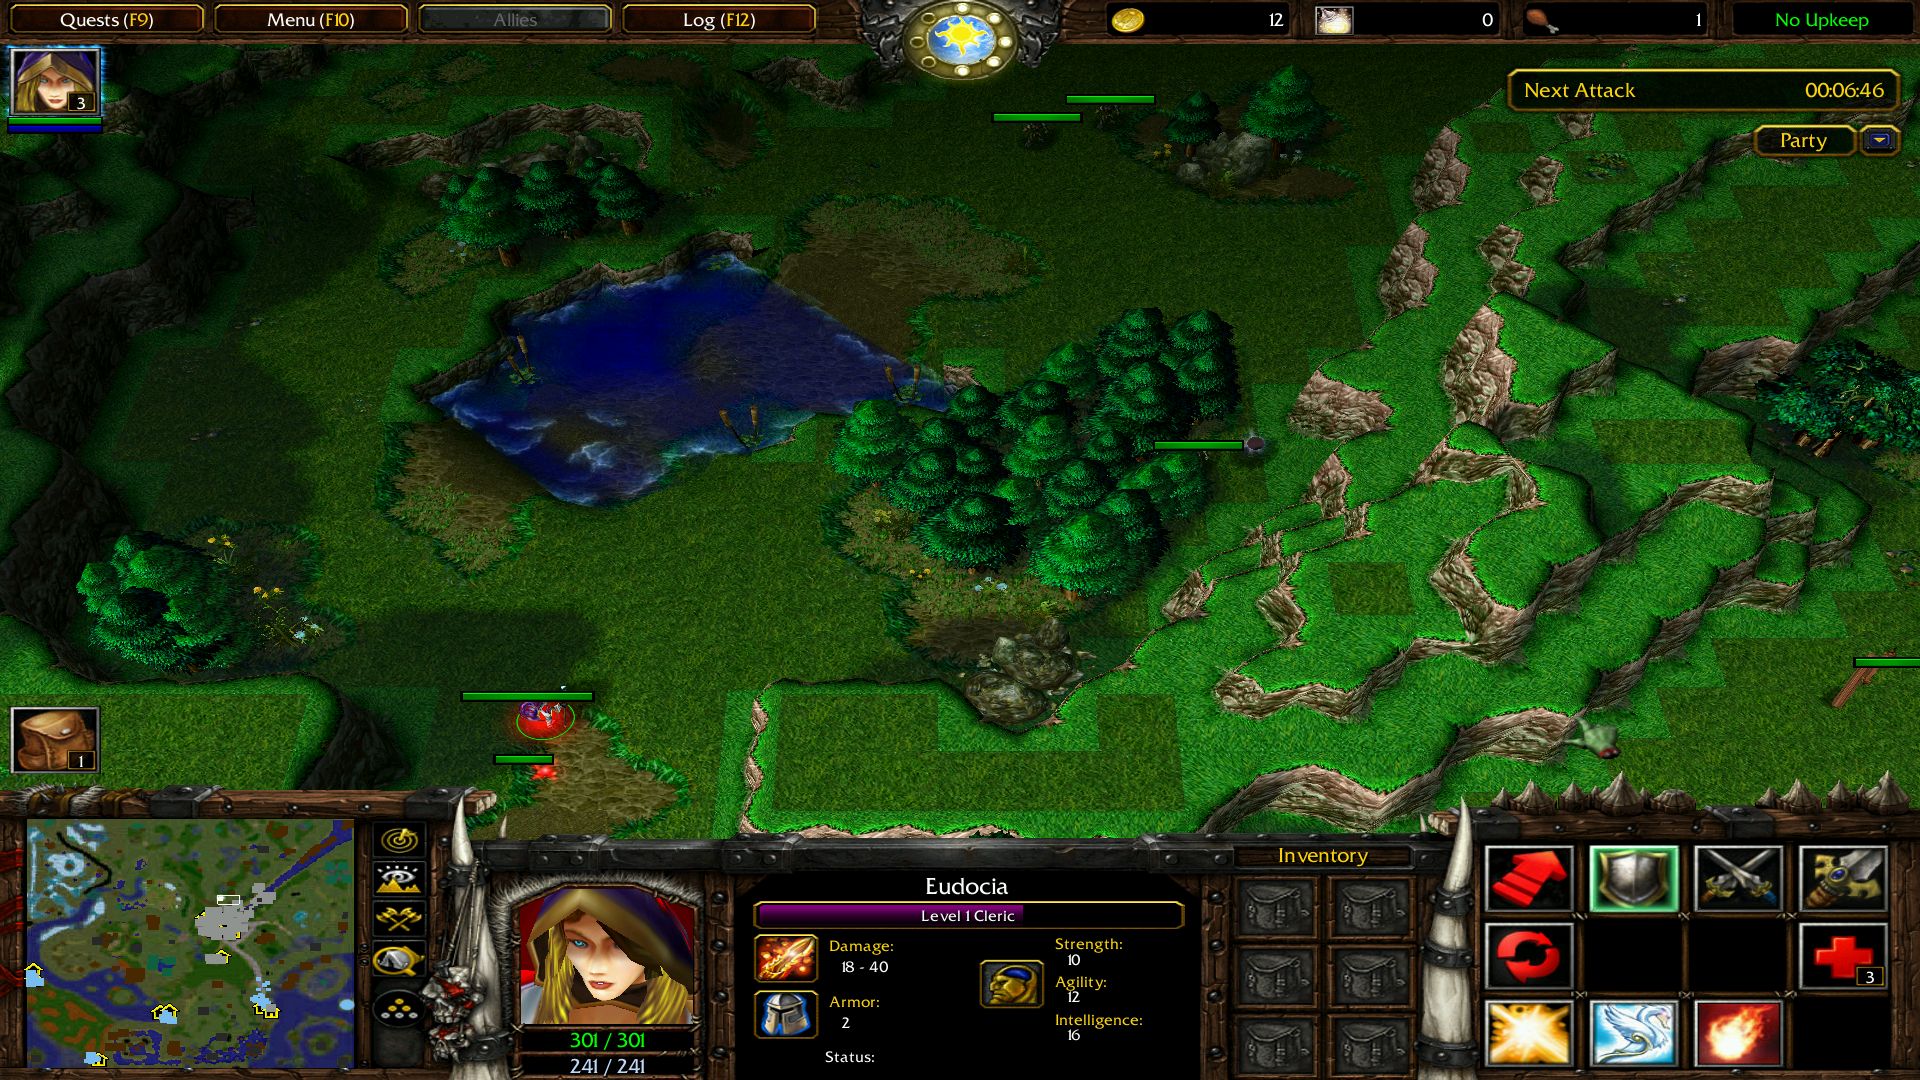 Quests (F9) Menu (F10) Allies Log (F12) 12 0 1 No Upkeep
3
Next Attack 00:06:46
Party
1
Inventory
Eudocia
Level 1 Cleric
Damage:
18 - 40
Armor:
2
Strength:
10
Agility:
12
Intelligence:
16
Status:
301 / 301
241 / 241
3